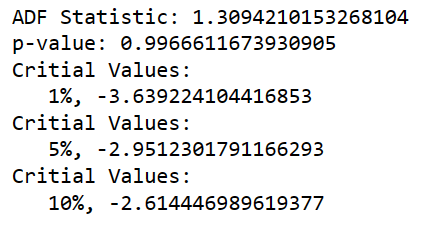 ADF Statistic: 1.3094210153268104
p-value: 0.9966611673930905
Critial Values:
   1%, -3.639224104416853
Critial Values:
   5%, -2.9512301791166293
Critial Values:
   10%, -2.614446989619377